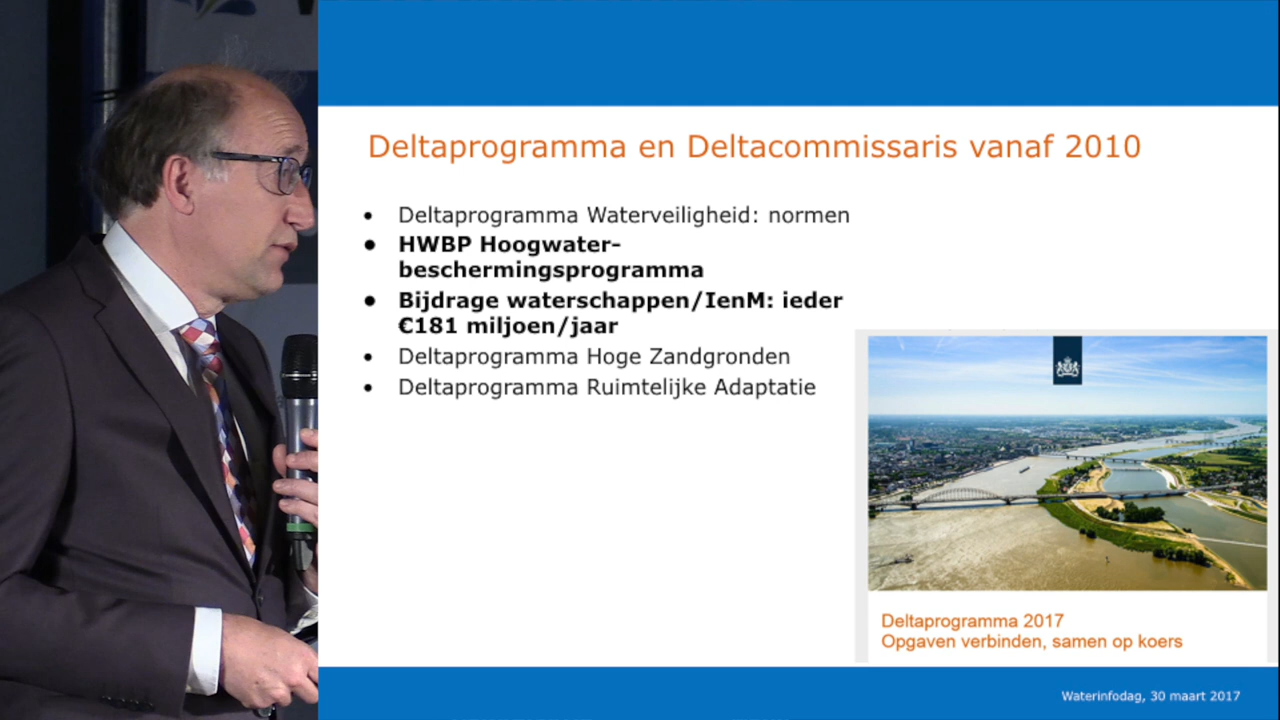 Deltaprogramma en Deltacommissaris vanaf 2010
• Deltaprogramma Waterveiligheid: normen
• HWBP Hoogwater-
beschermingsprogramma
• Bijdrage waterschappen/IenM: ieder
€181 miljoen/jaar
• Deltaprogramma Hoge Zandgronden
• Deltaprogramma Ruimtelijke Adaptatie
Deltaprogramma 2017
Opgaven verbinden, samen op koers
Waterinfodag, 30 maart 2017